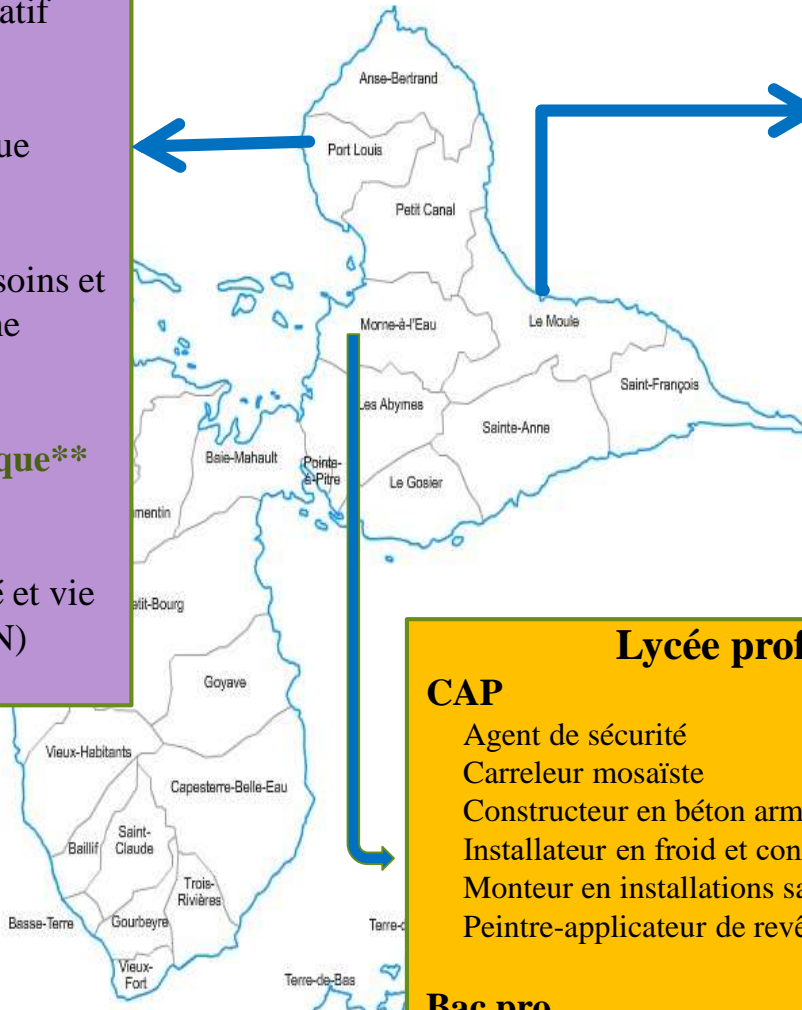 atif
ue
soins et
ne
que**
é et vie
N)
Anse-Bertrand
Port Louis
Petit Canal
Morne-à-l'Eau
Le Moule
Saint-François
Les Abymes
Sainte-Anne
Baie-Mahault
Pointe-
à-Pitre
Le Gosier
mentin
etit-Bourg
Goyave
Vieux-Habitants
Capesterre-Belle-Eau
Saint-
Claude
Baillif
Trois-
Rivières
Basse-Terre
Gourbeyre
Vieux-
Fort
Terre-d
Terre-de-Bas
Lycée prof
CAP
Agent de sécurité
Carreleur mosaïste
Constructeur en béton arm
Installateur en froid et con
Monteur en installations sa
Peintre-applicateur de revê
Bac pro